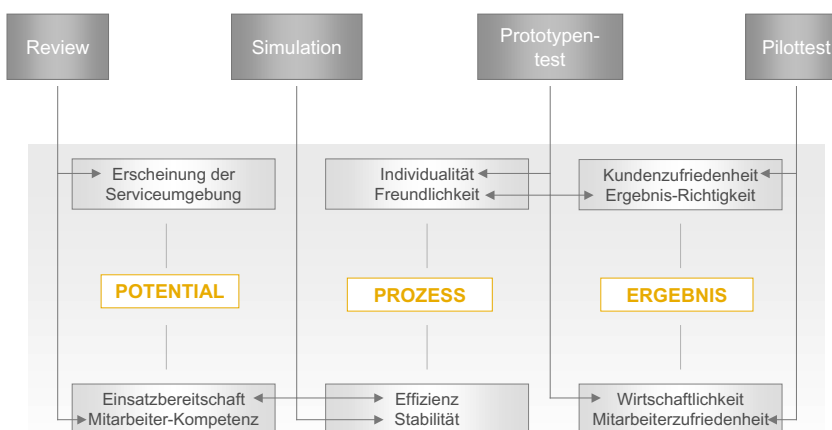 Review
Simulation
Prototypen-
test
Pilottest
Erscheinung der
Serviceumgebung
Individualität
Freundlichkeit
Kundenzufriedenheit
Ergebnis-Richtigkeit
POTENTIAL
PROZESS
ERGEBNIS
Einsatzbereitschaft
Mitarbeiter-Kompetenz
Effizienz
Stabilität
Wirtschaftlichkeit
Mitarbeiterzufriedenheit